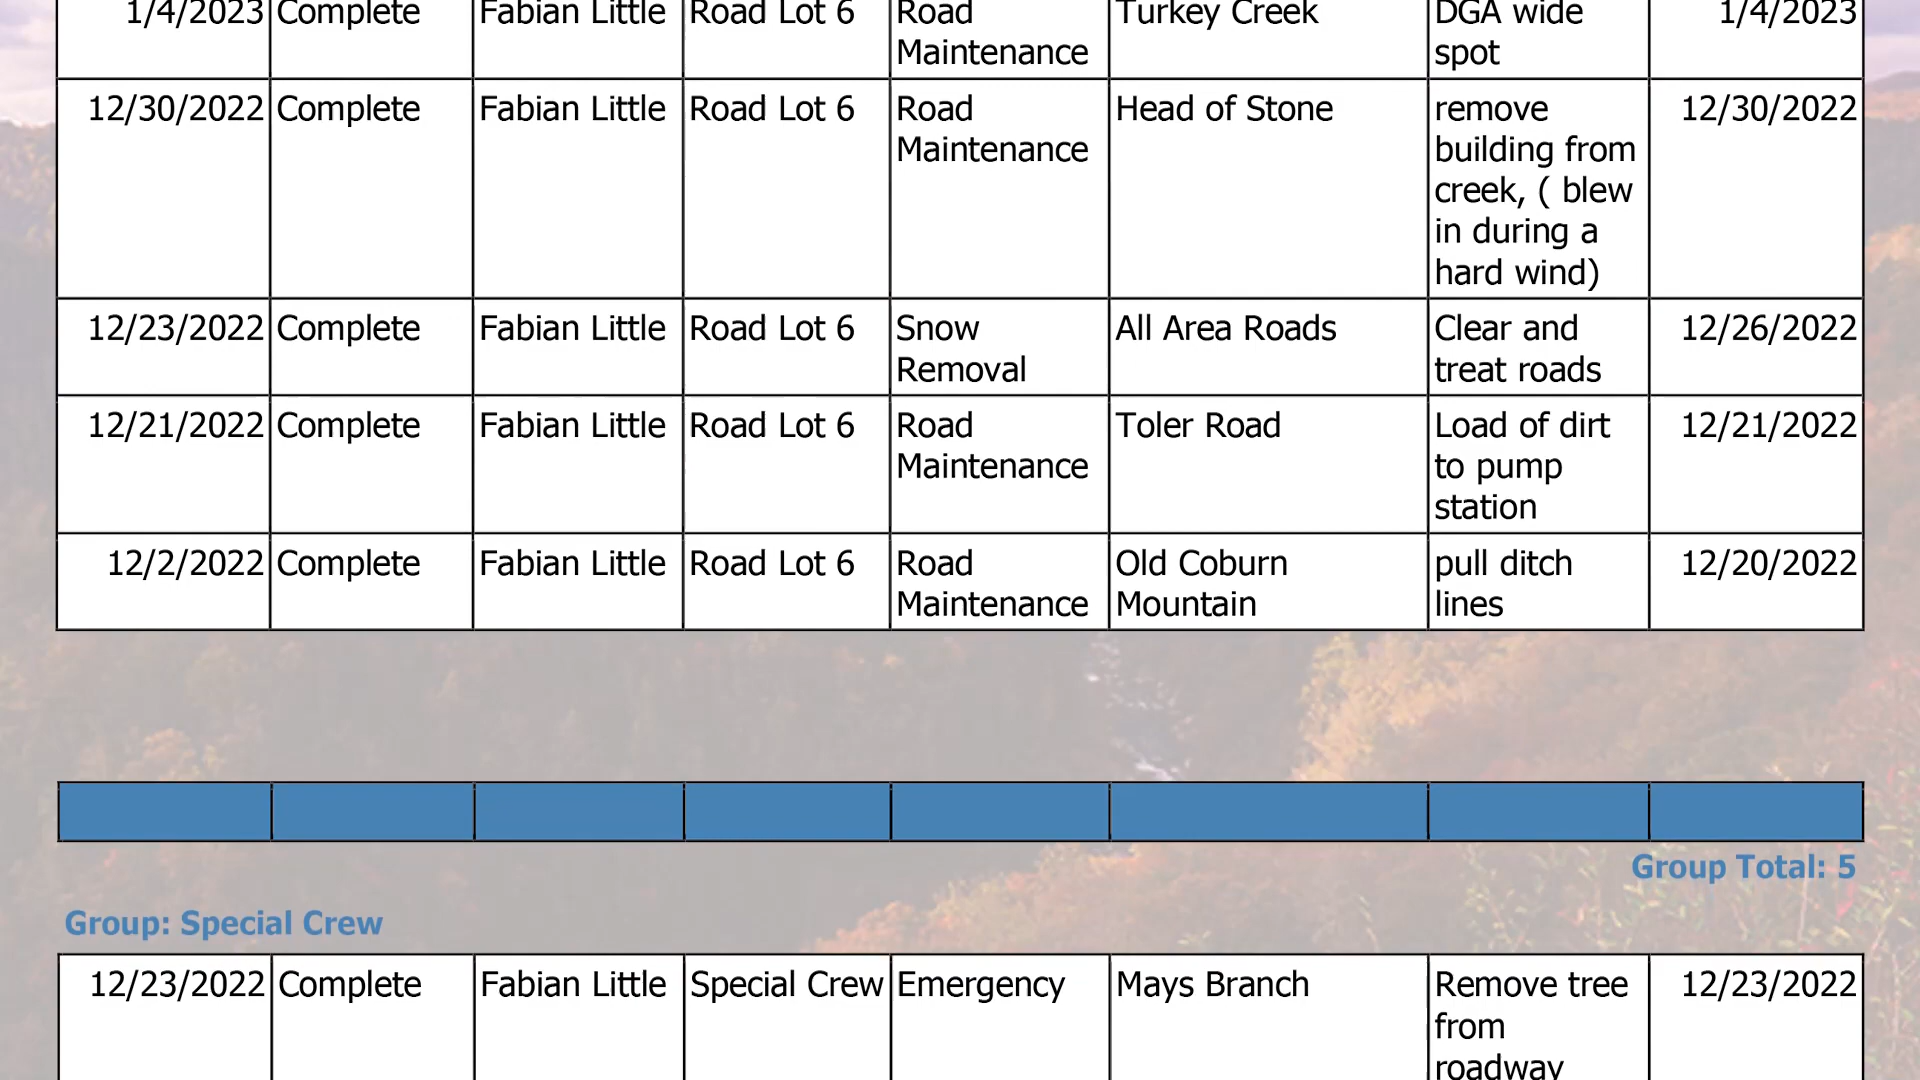 1/4/2023 Complete Fabian Little Road Lot 6 Road Turkey Creek DGA wide 1/4/2023
Maintenance spot
12/30/2022 Complete Fabian Little Road Lot 6 Road Head of Stone remove 12/30/2022
Maintenance building from
creek, ( blew
in during a
hard wind)
12/23/2022 Complete Fabian Little Road Lot 6 Snow All Area Roads Clear and 12/26/2022
Removal treat roads
12/21/2022 Complete Fabian Little Road Lot 6 Road Toler Road Load of dirt 12/21/2022
Maintenance to pump
station
12/2/2022 Complete Fabian Little Road Lot 6 Road Old Coburn pull ditch 12/20/2022
Maintenance Mountain lines
Group Total: 5
Group: Special Crew
12/23/2022 Complete Fabian Little Special Crew Emergency Mays Branch Remove tree 12/23/2022
from
roadway